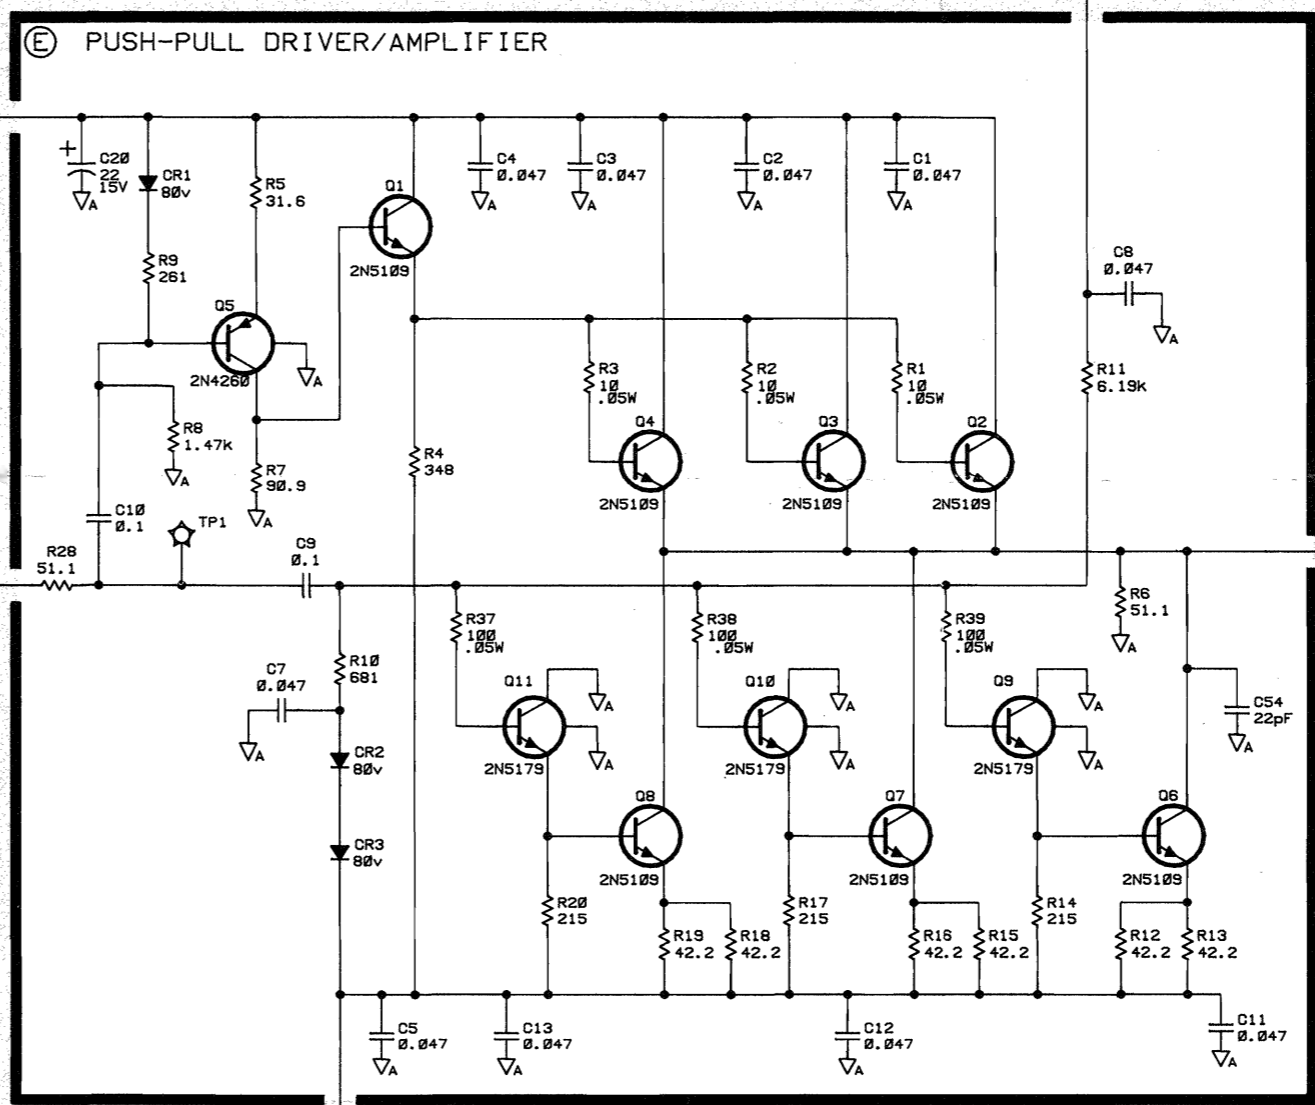 E PUSH-PULL DRIVER/AMPLIFIER
+ C20
22
15V
A
CR1
80v
R5
31.6
Q1
2N5109
C4
0.047
A
C3
0.047
A
C2
0.047
A
C1
0.047
A
R9
261
C8
0.047
A
Q5
2N4260
A
R3
10
.05W
R2
10
.05W
R1
10
.05W
R11
6.19k
R8
1.47k
A
R7
90.9
A
R4
348
Q4
2N5109
Q3
2N5109
Q2
2N5109
C10
0.1
TP1
R28
51.1
C9
0.1
R37
100
.05W
R38
100
.05W
R39
100
.05W
R6
51.1
A
C7
0.047
A
R10
681
Q11
2N5179
A
A
Q10
2N5179
A
A
Q9
2N5179
A
A
C54
22pF
A
CR2
80v
CR3
80v
Q8
2N5109
Q7
2N5109
Q6
2N5109
R20
215
R19
42.2
R18
42.2
R17
215
R16
42.2
R15
42.2
R14
215
R12
42.2
R13
42.2
C5
0.047
A
C13
0.047
A
C12
0.047
A
C11
0.047
A